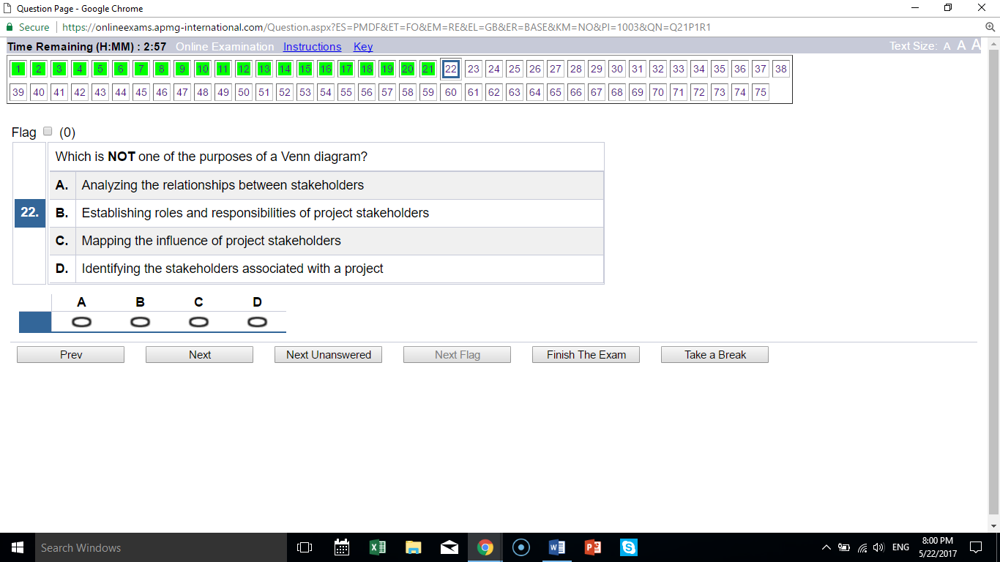 Question Page - Google Chrome
Secure https://onlineexams.apmg-international.com/Question.aspx?ES=PMDF&ET=FO&EM=RE&EL=GB&ER=BASE&KM=NO&PI=1003&QN=Q21P1R1
Time Remaining (H:MM) : 2:57 Online Examination Instructions Key Text Size: A A A
1 2 3 4 5 6 7 8 9 10 11 12 13 14 15 16 17 18 19 20 21 22 23 24 25 26 27 28 29 30 31 32 33 34 35 36 37 38
39 40 41 42 43 44 45 46 47 48 49 50 51 52 53 54 55 56 57 58 59 60 61 62 63 64 65 66 67 68 69 70 71 72 73 74 75
Flag (0)
Which is NOT one of the purposes of a Venn diagram?
A. Analyzing the relationships between stakeholders
22.
B. Establishing roles and responsibilities of project stakeholders
C. Mapping the influence of project stakeholders
D. Identifying the stakeholders associated with a project
A B C D
Prev Next Next Unanswered Next Flag Finish The Exam Take a Break
Search Windows
ENG
8:00 PM
5/22/2017